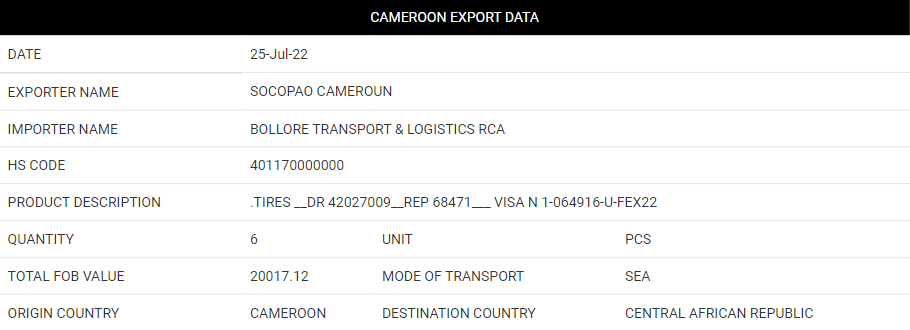 CAMEROON EXPORT DATA
DATE 25-Jul-22
EXPORTER NAME SOCOPAO CAMEROUN
IMPORTER NAME BOLLORE TRANSPORT & LOGISTICS RCA
HS CODE 401170000000
PRODUCT DESCRIPTION .TIRES __DR 42027009__REP 68471___ VISA N 1-064916-U-FEX22
QUANTITY 6 UNIT PCS
TOTAL FOB VALUE 20017.12 MODE OF TRANSPORT SEA
ORIGIN COUNTRY CAMEROON DESTINATION COUNTRY CENTRAL AFRICAN REPUBLIC